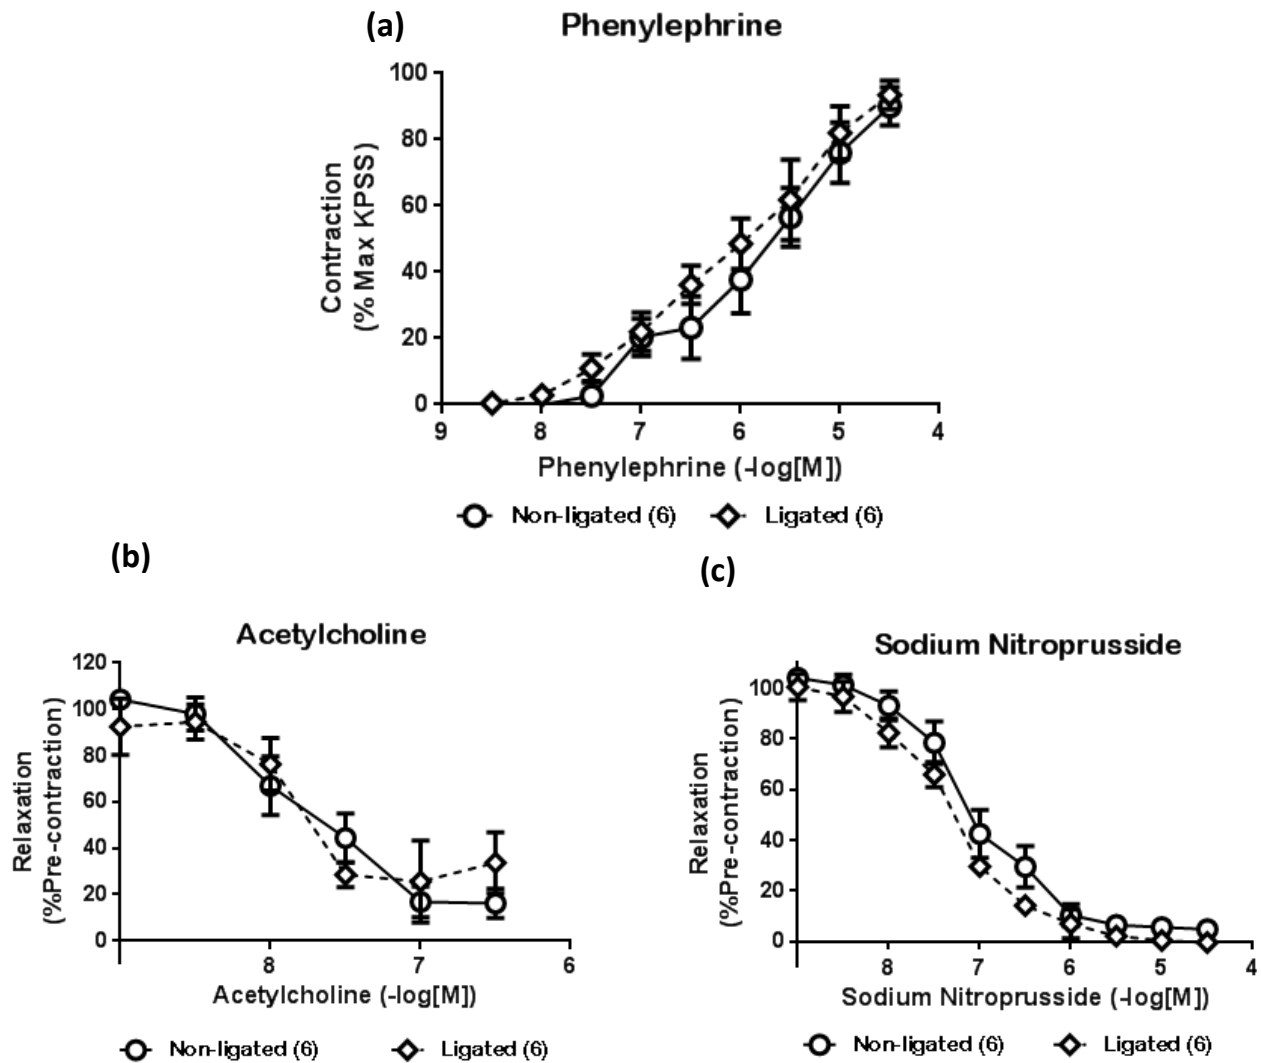 (a)
Phenylephrine
100
80
60
40
20
0
Contraction
(% Max KPSS)
9 8 7 6 5 4
Phenylephrine (-log[M])
Non-ligated (6) Ligated (6)
(b)
Acetylcholine
120
100
80
60
40
20
0
Relaxation
(%Pre-contraction)
8 7 6
Acetylcholine (-log[M])
Non-ligated (6) Ligated (6)
(c)
Sodium Nitroprusside
100
80
60
40
20
0
Relaxation
(%Pre-contraction)
8 7 6 5 4
Sodium Nitroprusside (-log[M])
Non-ligated (6) Ligated (6)